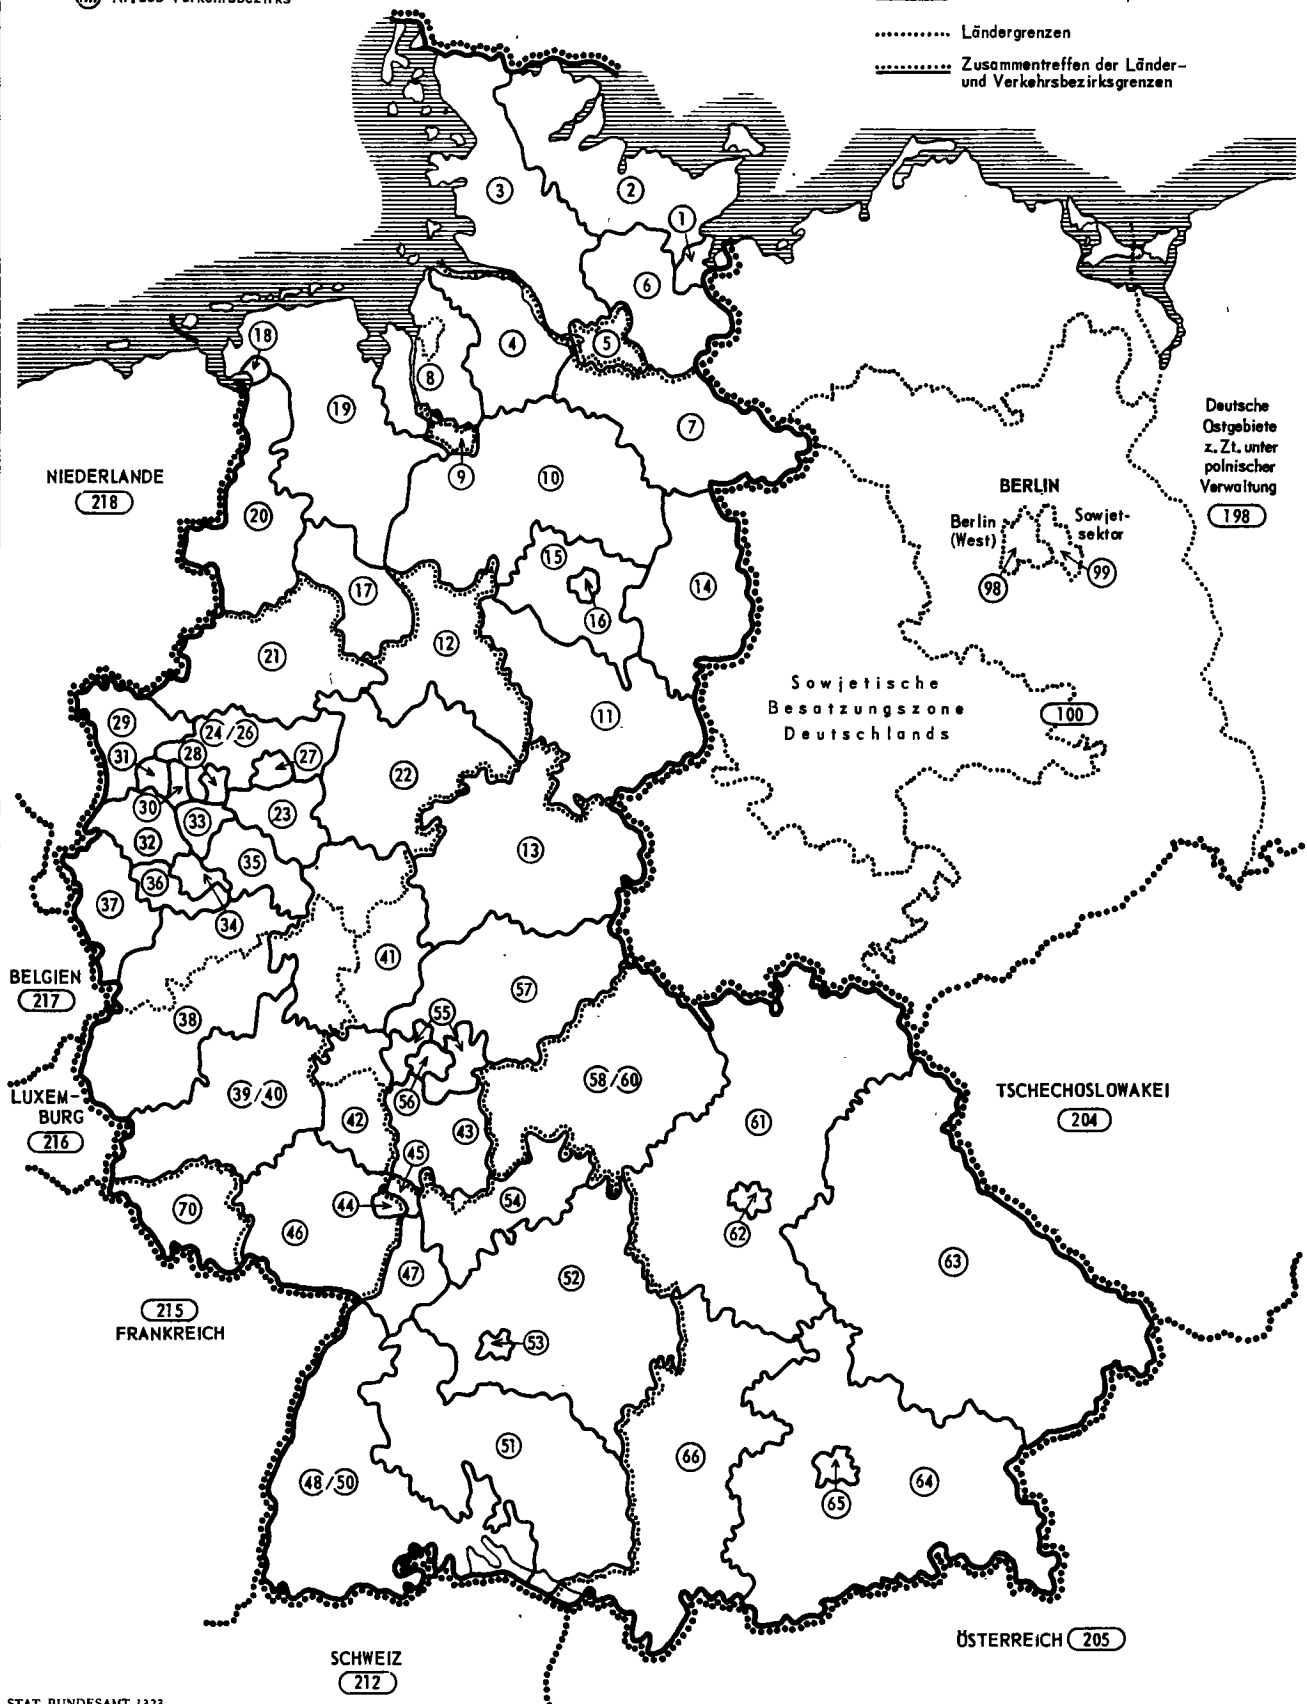 Verkehrsbezirks
Ländergrenzen
Zusammentreffen der Länder-
und Verkehrsbezirksgrenzen
3
2
1
6
18
4
5
8
19
7
9
10
Deutsche
Ostgebiete
z. Zt. unter
polnischer
Verwaltung
198
NIEDERLANDE
218
20
BERLIN
Berlin
(West)
Sowjet-
sektor
98
99
15
14
17
16
12
21
11
Sowjetische
Besatzungszone
Deutschlands
100
29
24/26
31
28
27
22
30
33
23
32
35
13
36
37
34
41
BELGIEN
217
57
38
55
58/60
LUXEM-
BURG
216
39/40
56
42
43
61
TSCHECHOSLOWAKEI
204
45
44
54
70
46
62
47
52
63
215
FRANKREICH
53
51
66
48/50
64
65
SCHWEIZ
212
ÖSTERREICH 205
STAT. BUNDESAMT 1323